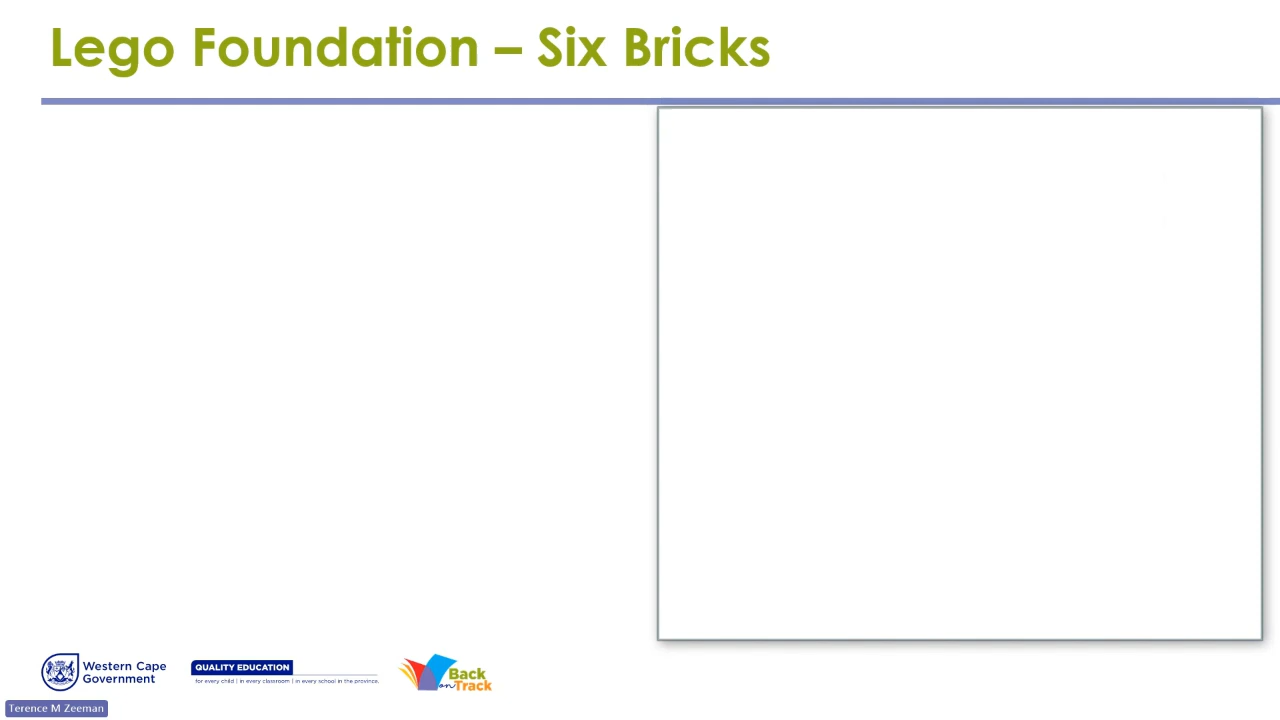 Lego Foundation – Six Bricks
Western Cape
Government
QUALITY EDUCATION
for every child | in every classroom | in every school in the province.
Back
on Track
Terence M Zeeman